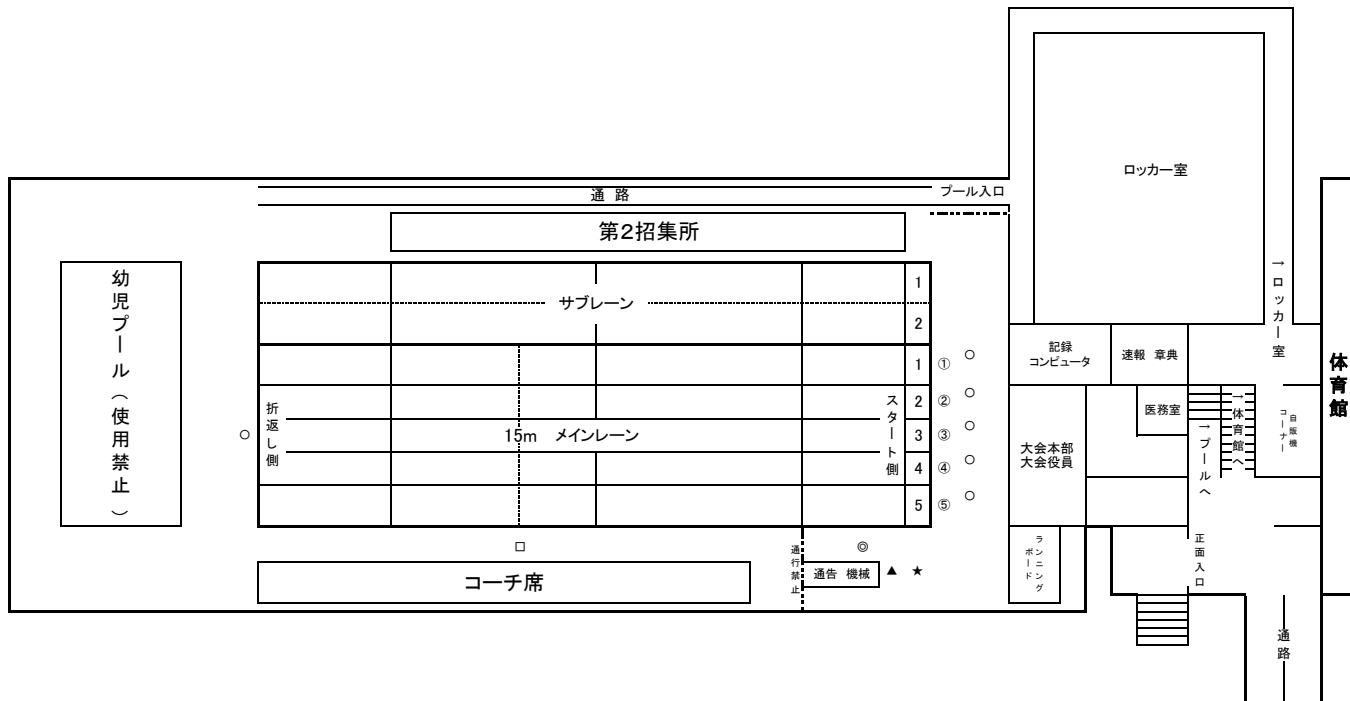 ロッカー室
通路
プール入口
第2招集所
幼児プール（使用禁止）
サブレーン
1
2
1
2
3
4
5
①
②
③
④
⑤
○
○
○
○
○
○
折返し側
15m メインレーン
スタート側
記録
コンピュータ
速報 章典
→ロッカー室
体育館
医務室
→プールへ
→体育館へ
自販機
コーナー
大会本部
大会役員
ランニング
ボード
正面入口
□
コーチ席
通行禁止
◎
通告 機械
▲ ★
通路